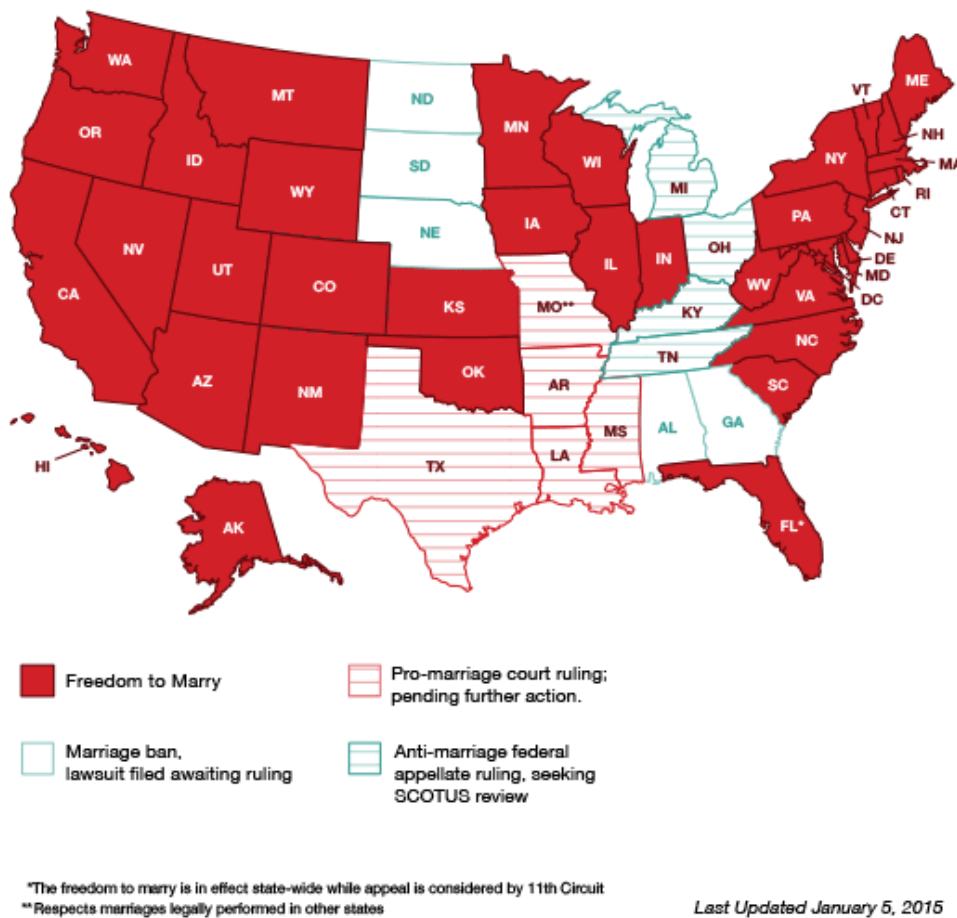 WA
MT
ND
MN
ME
VT
OR
ID
SD
WI
NH
WY
NY
MA
MI
RI
CT
NV
NE
IA
PA
NJ
UT
OH
IL
IN
DE
CA
CO
MD
WV
VA
DC
KS
MO**
KY
NC
TN
AZ
OK
AR
NM
SC
MS
AL
GA
HI
TX
LA
AK
FL*
Freedom to Marry
Pro-marriage court ruling;
pending further action.
Marriage ban,
lawsuit filed awaiting ruling
Anti-marriage federal
appellate ruling, seeking
SCOTUS review
*The freedom to marry is in effect state-wide while appeal is considered by 11th Circuit
**Respects marriages legally performed in other states
Last Updated January 5, 2015